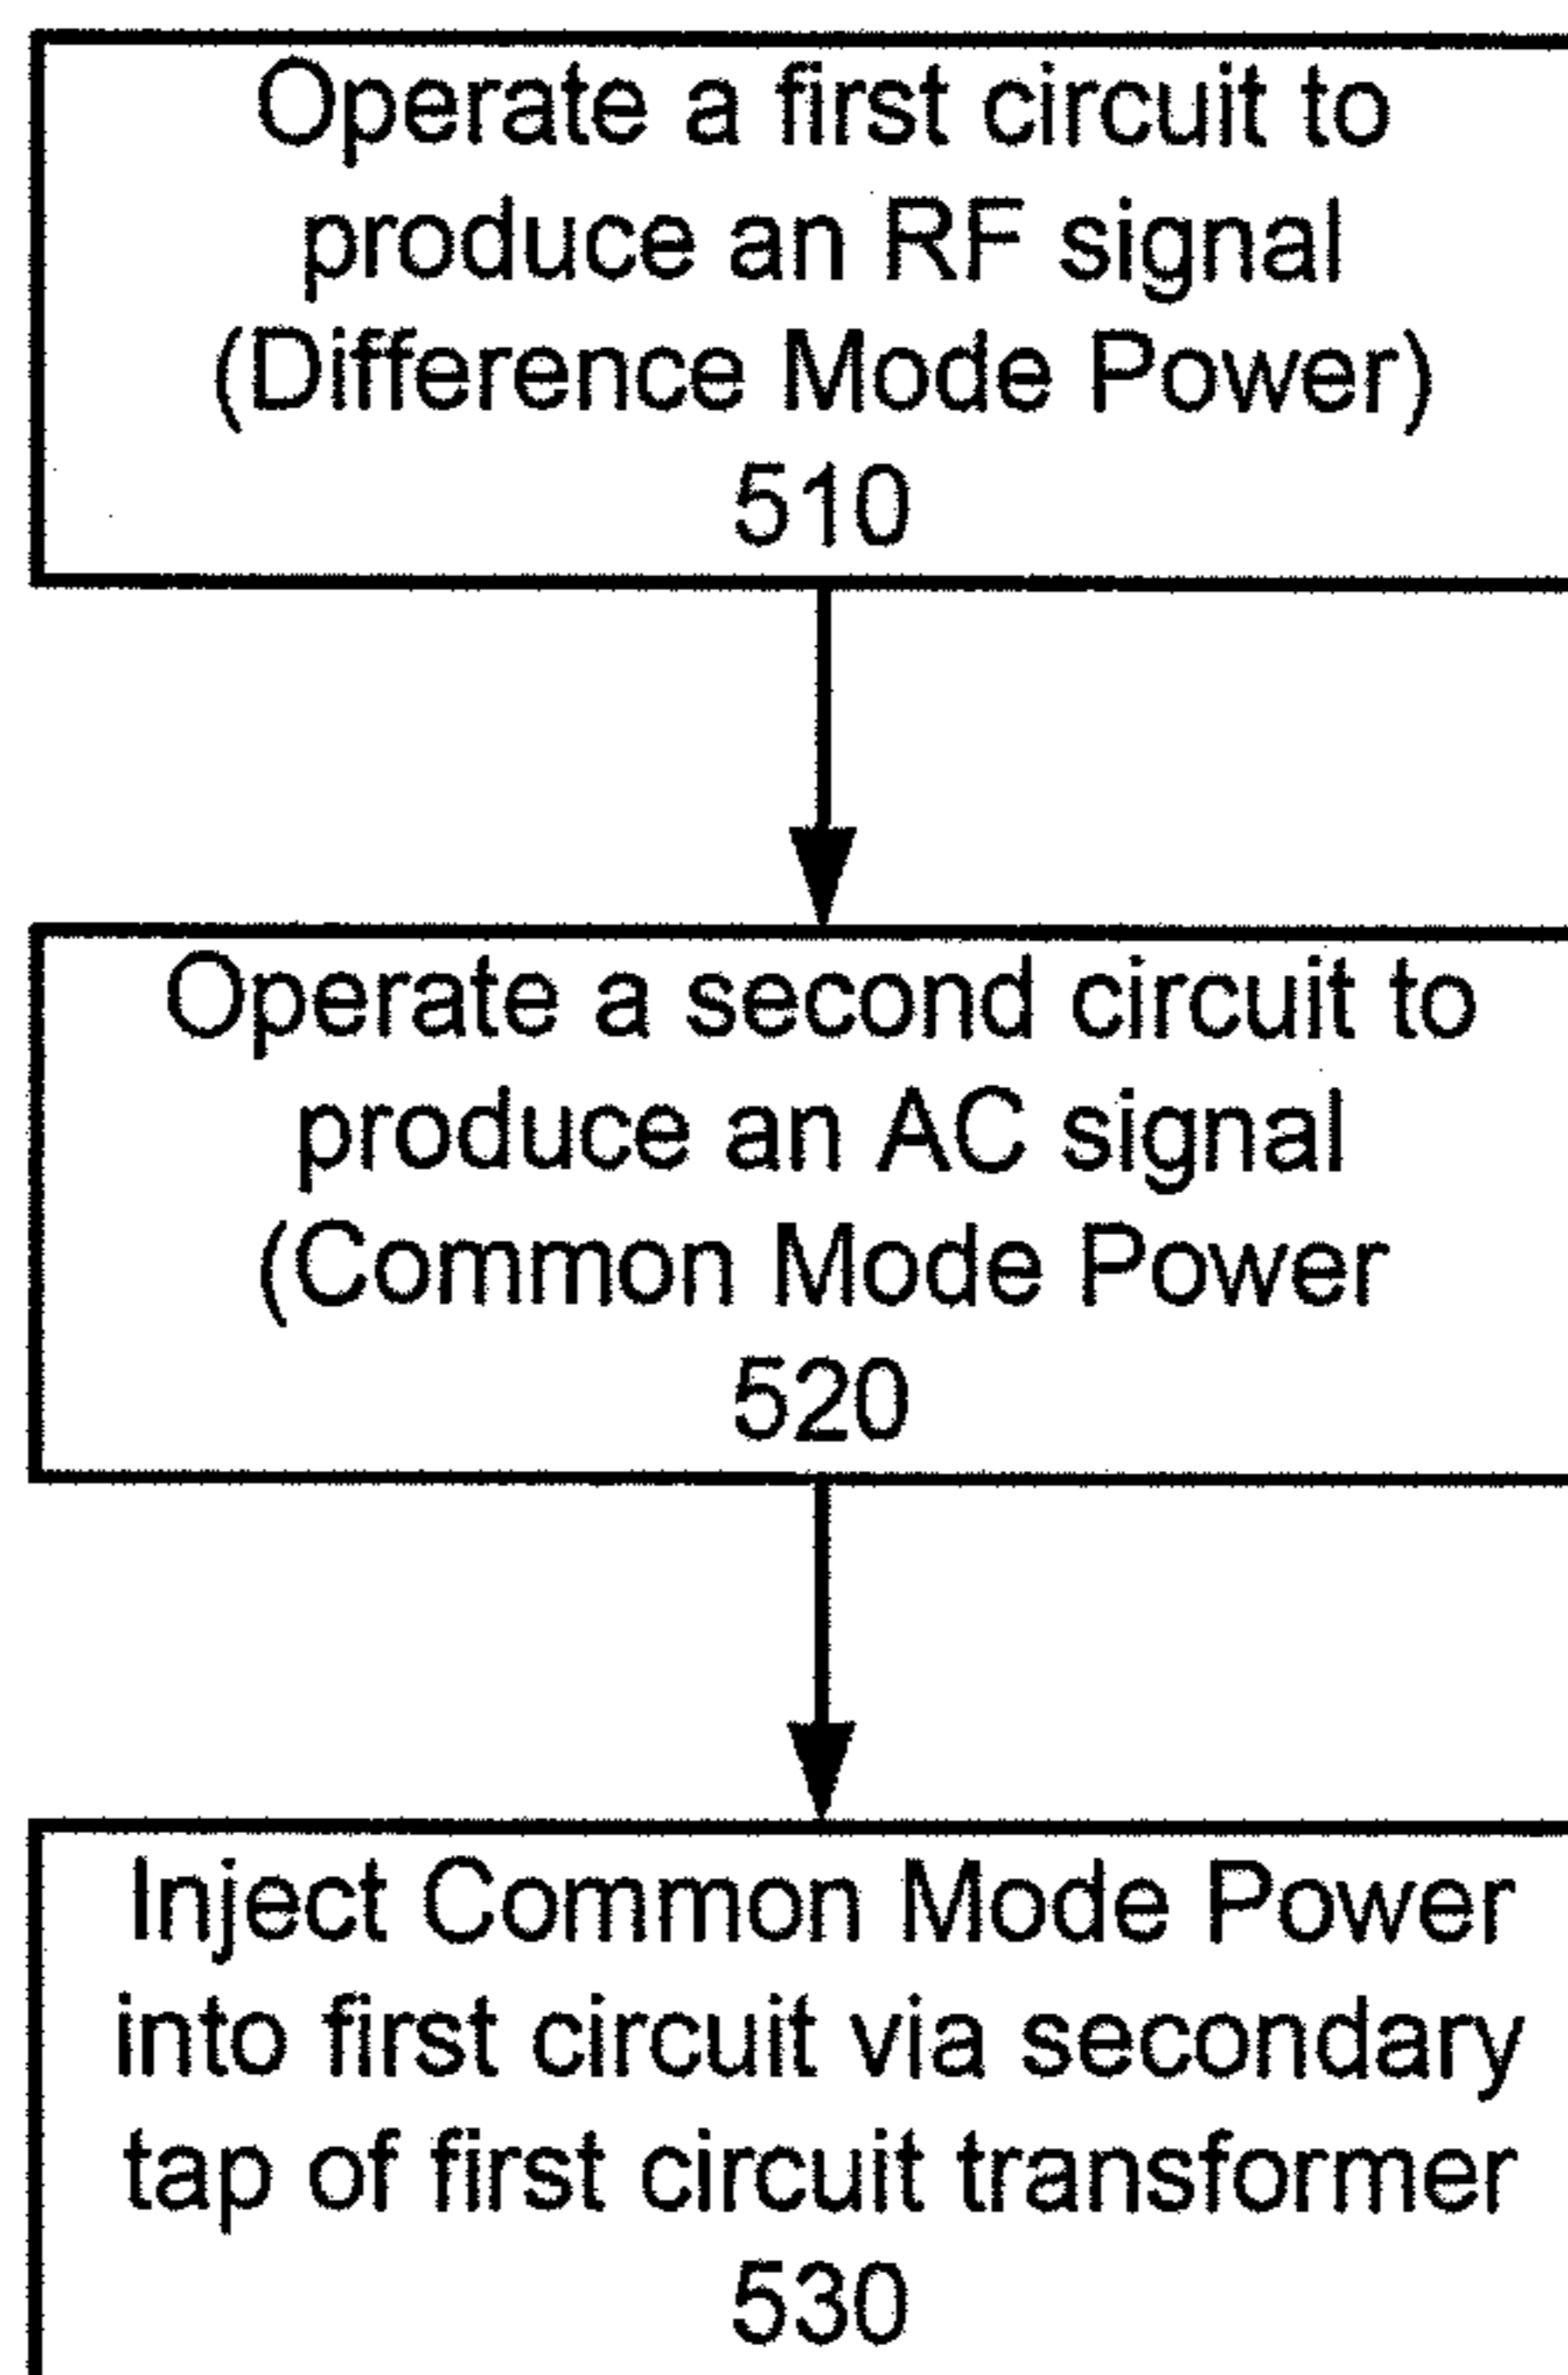 Operate a first circuit to
produce an RF signal
(Difference Mode Power)
510
Operate a second circuit to
produce an AC signal
(Common Mode Power
520
Inject Common Mode Power
into first circuit via secondary
tap of first circuit transformer
530